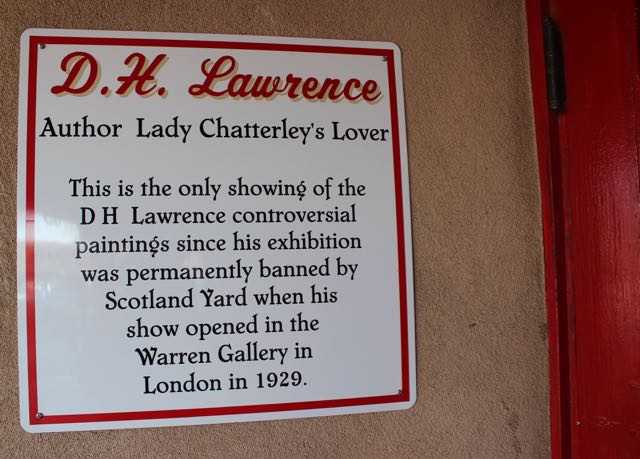 D.H. Lawrence
Author Lady Chatterley's Lover
This is the only showing of the
D H Lawrence controversial
paintings since his exhibition
was permanently banned by
Scotland Yard when his
show opened in the
Warren Gallery in
London in 1929.